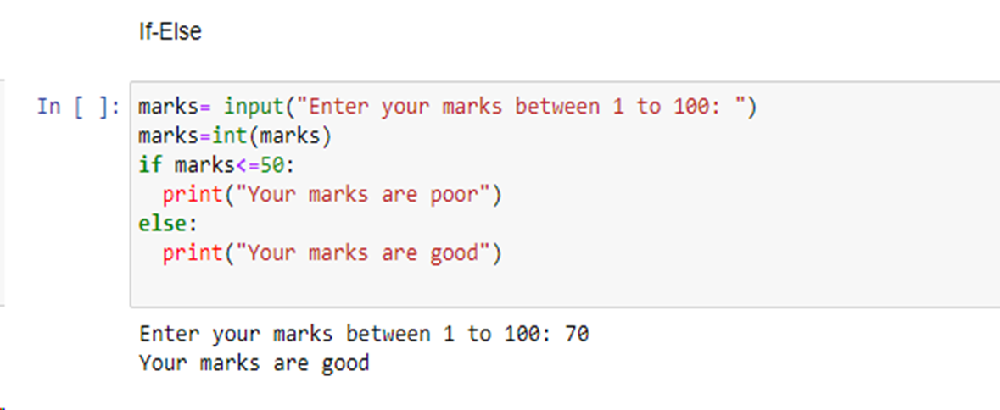 If-Else
In [ ]: marks= input("Enter your marks between 1 to 100: ")
marks=int(marks)
if marks<=50:
  print("Your marks are poor")
else:
  print("Your marks are good")
Enter your marks between 1 to 100: 70
Your marks are good